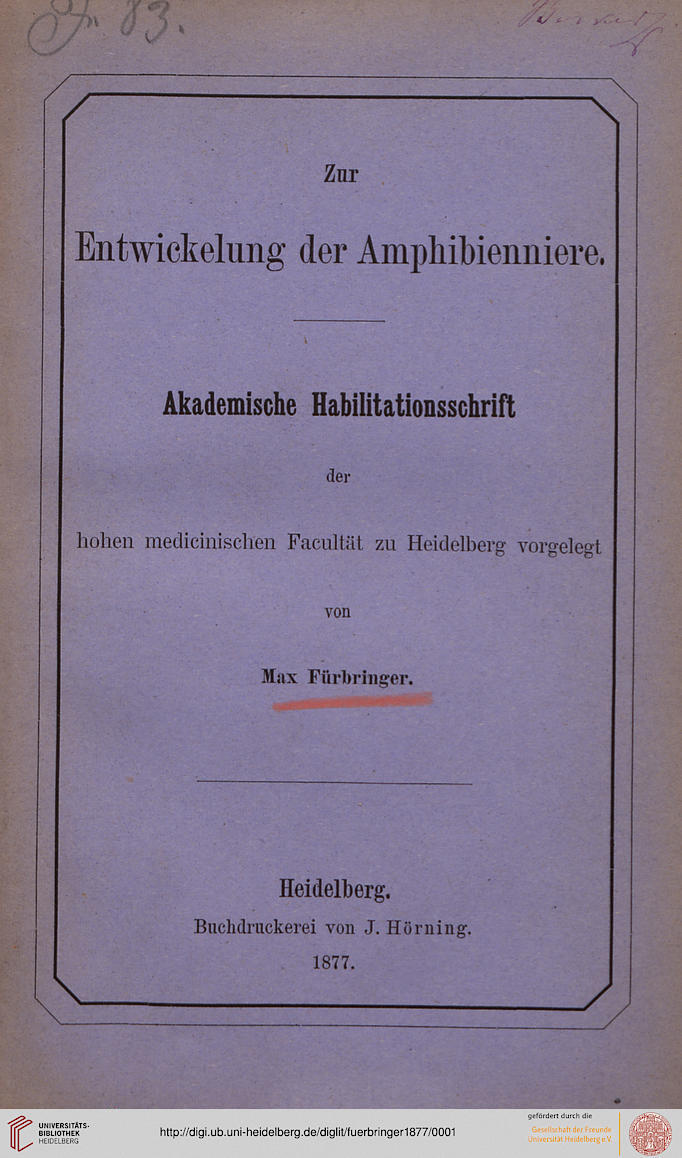 83.
Zur
Entwickelung der Amphibienniere.
Akademische Habilitationsschrift
der
hohen medicinischen Facultät zu Heidelberg vorgelegt
von
Max Fürbringer.
Heidelberg.
Buchdruckerei von J. Hörning.
1877.
UNIVERSITÄTS-
BIBLIOTHEK
HEIDELBERG
http://digi.ub.uni-heidelberg.de/diglit/fuerbringer1877/0001
gefördert durch die
Gesellschaft der Freunde
Universität Heidelberg e.V.